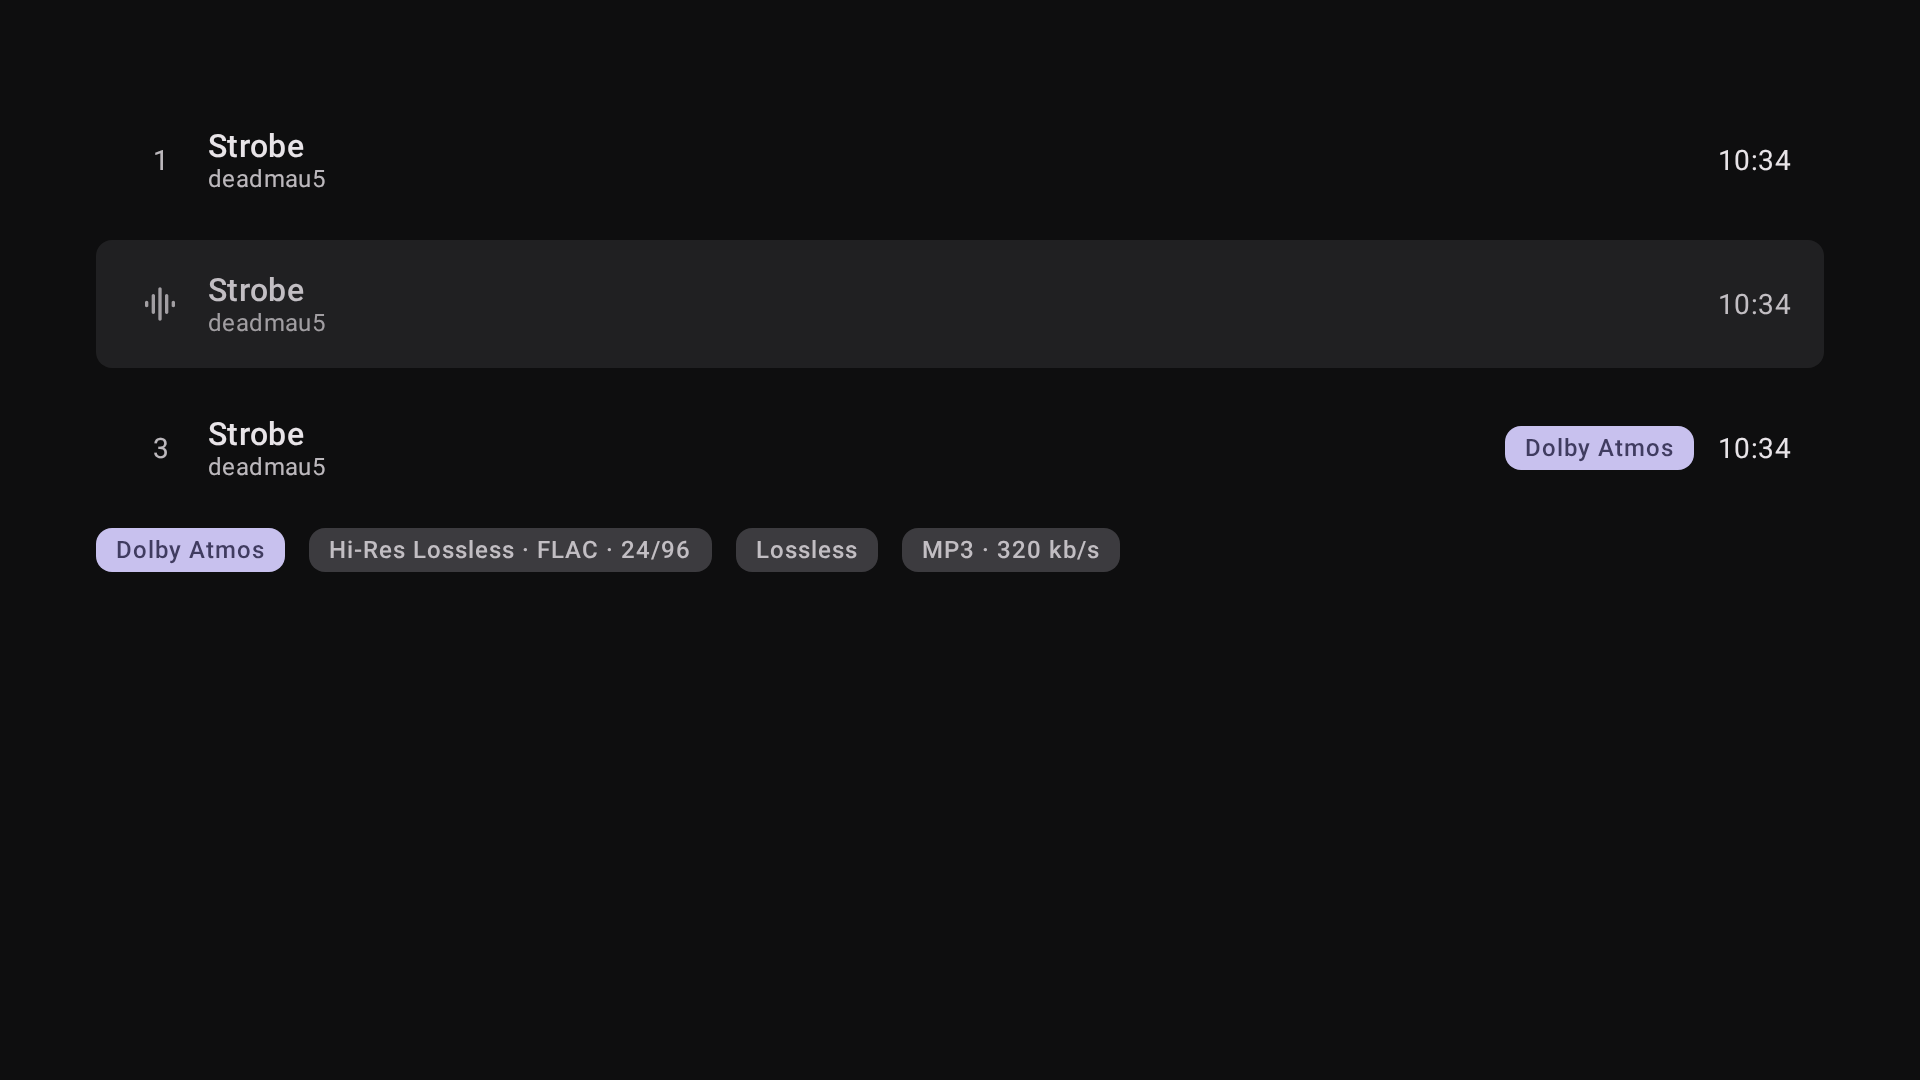 1
Strobe
deadmau5
10:34
Strobe
deadmau5
10:34
3
Strobe
deadmau5
Dolby Atmos
10:34
Dolby Atmos
Hi-Res Lossless · FLAC · 24/96
Lossless
MP3 · 320 kb/s